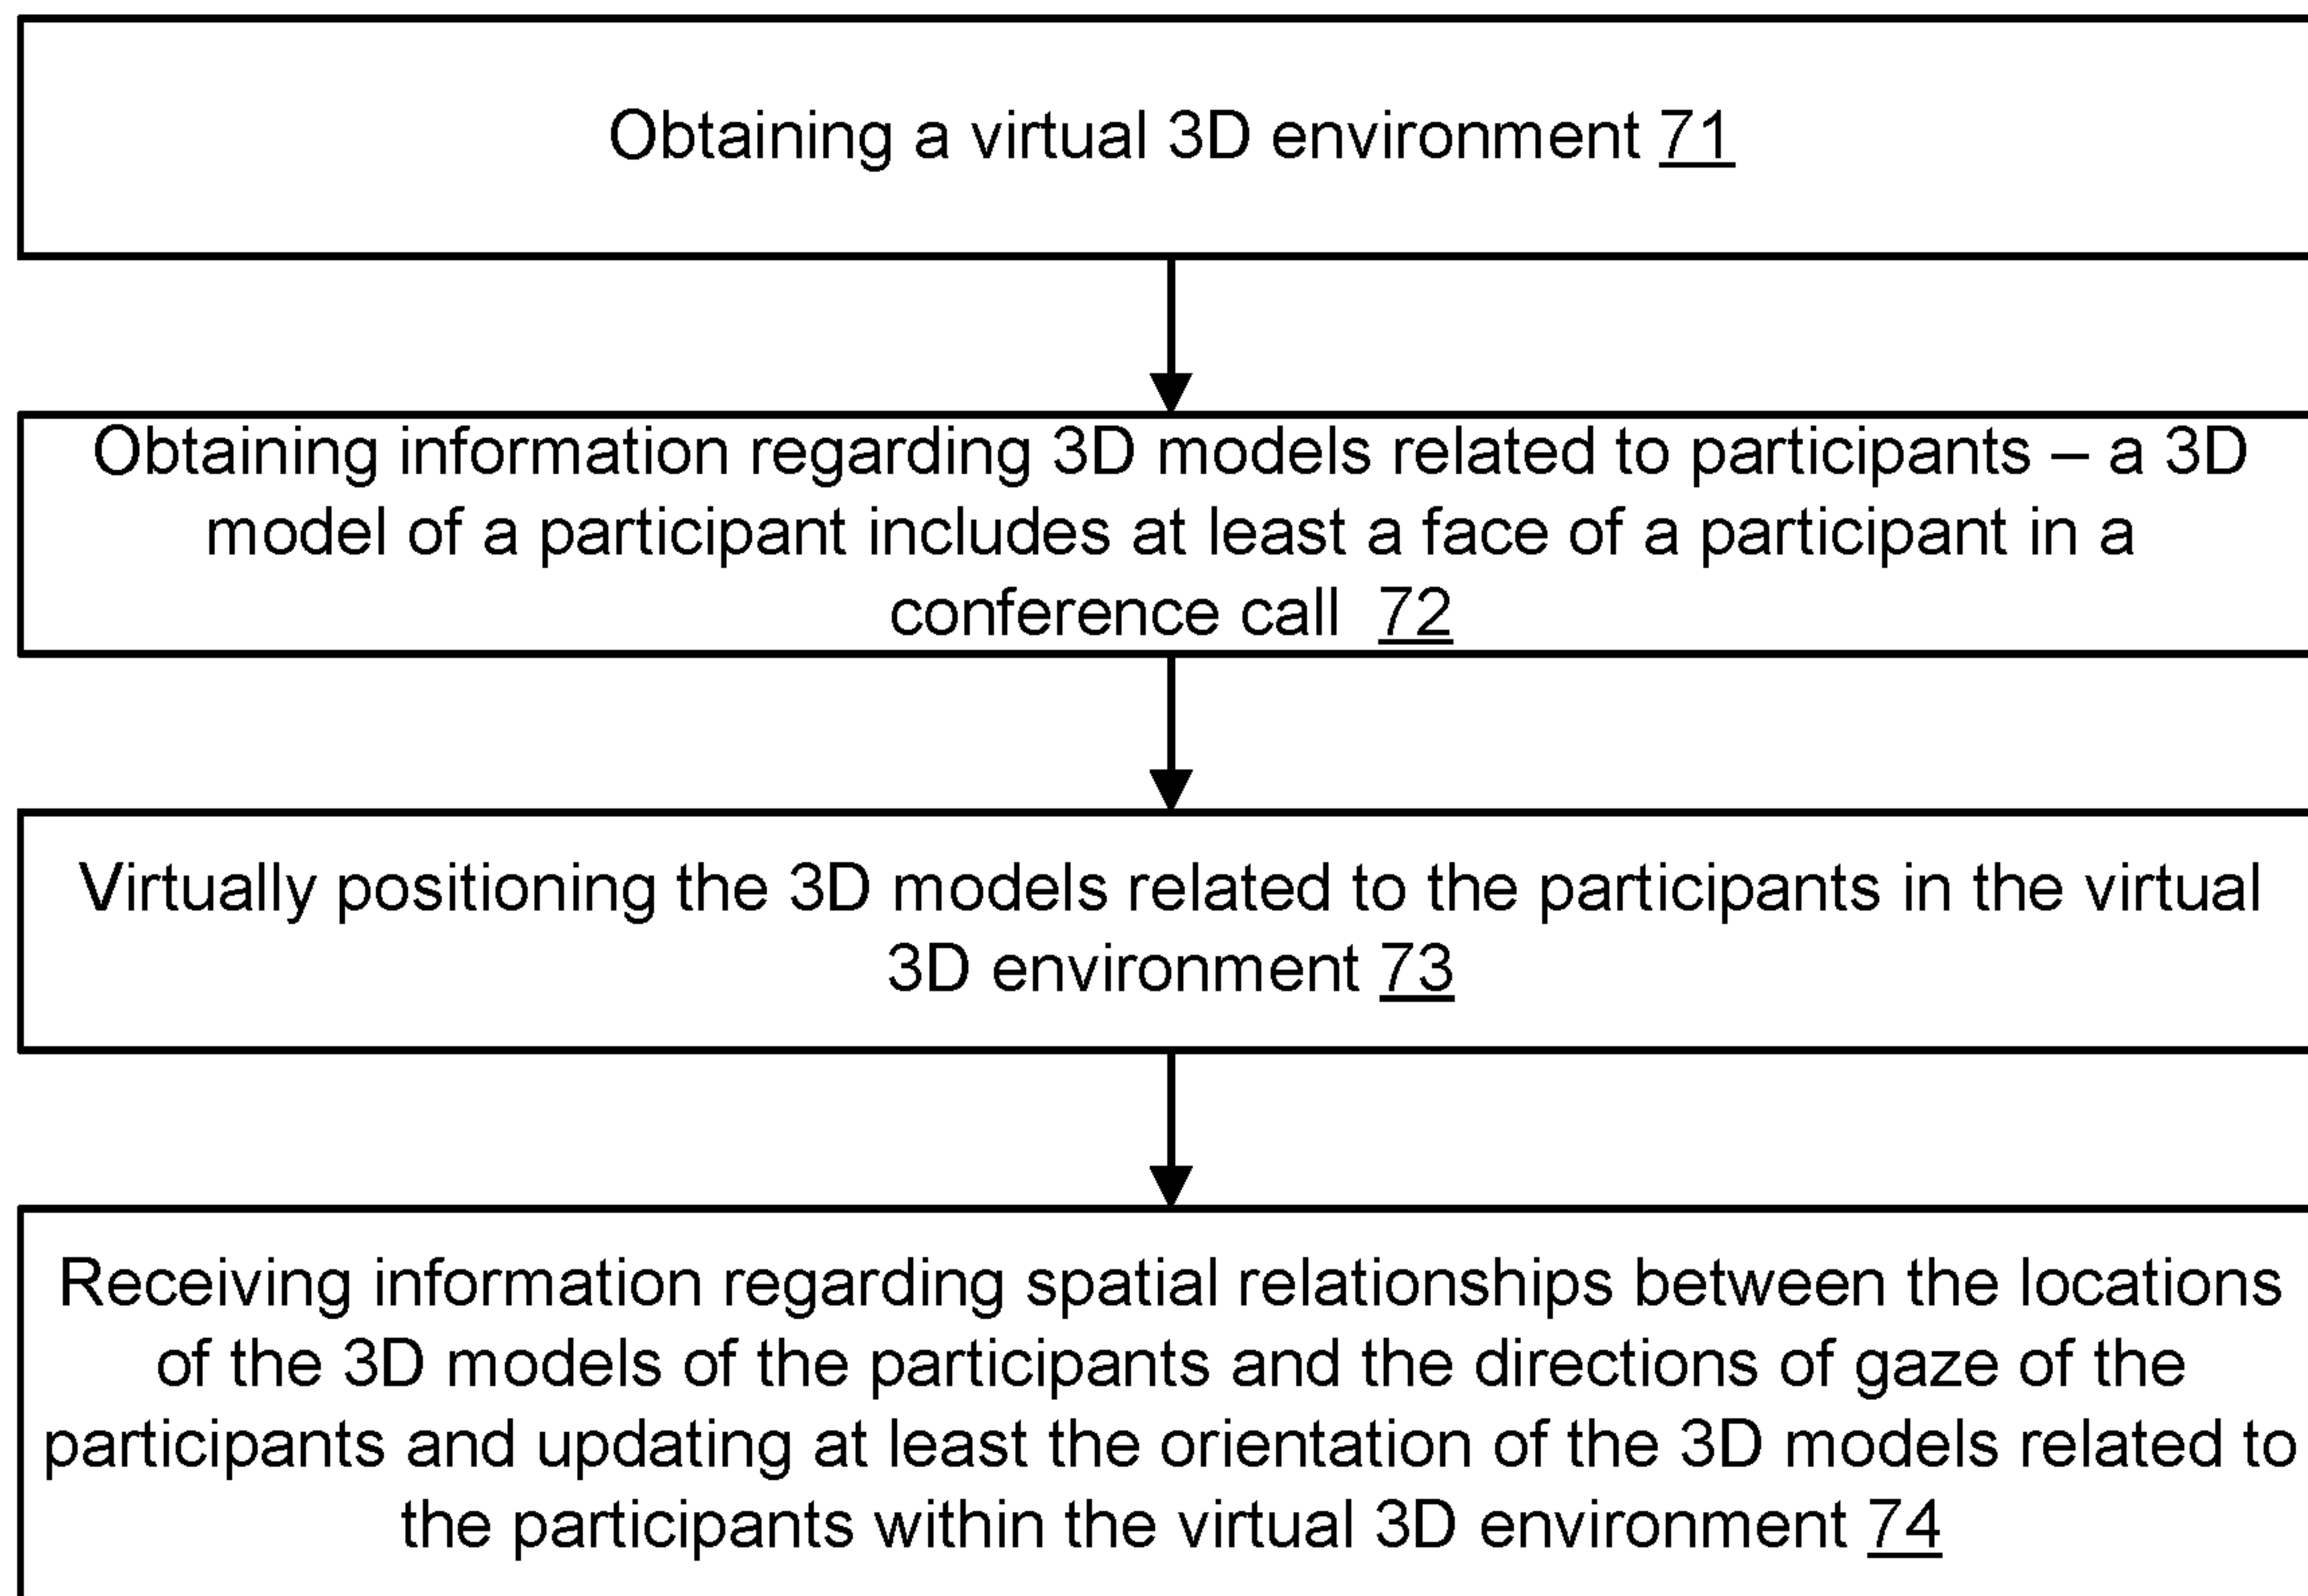 Obtaining a virtual 3D environment 71
Obtaining information regarding 3D models related to participants – a 3D
model of a participant includes at least a face of a participant in a
conference call 72
Virtually positioning the 3D models related to the participants in the virtual
3D environment 73
Receiving information regarding spatial relationships between the locations
of the 3D models of the participants and the directions of gaze of the
participants and updating at least the orientation of the 3D models related to
the participants within the virtual 3D environment 74